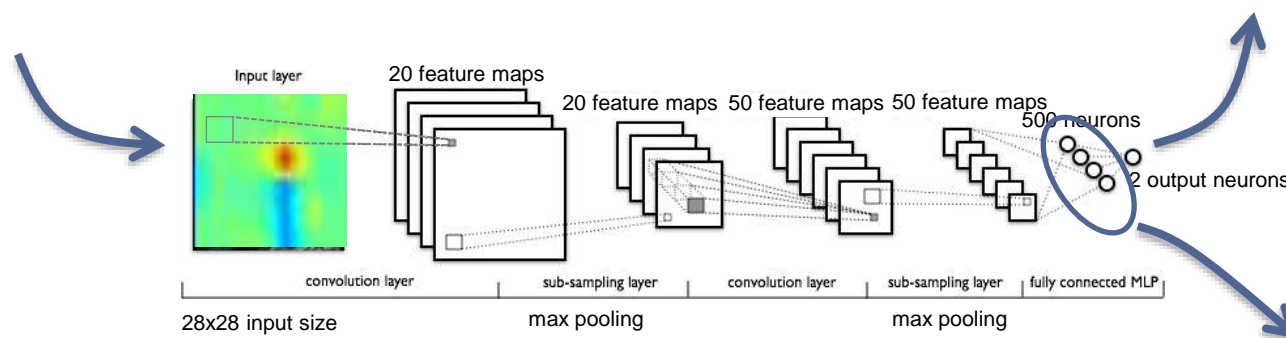 Input layer
20 feature maps
20 feature maps
50 feature maps
50 feature maps
500 neurons
2 output neurons
convolution layer
sub-sampling layer
convolution layer
sub-sampling layer
fully connected MLP
28x28 input size
max pooling
max pooling